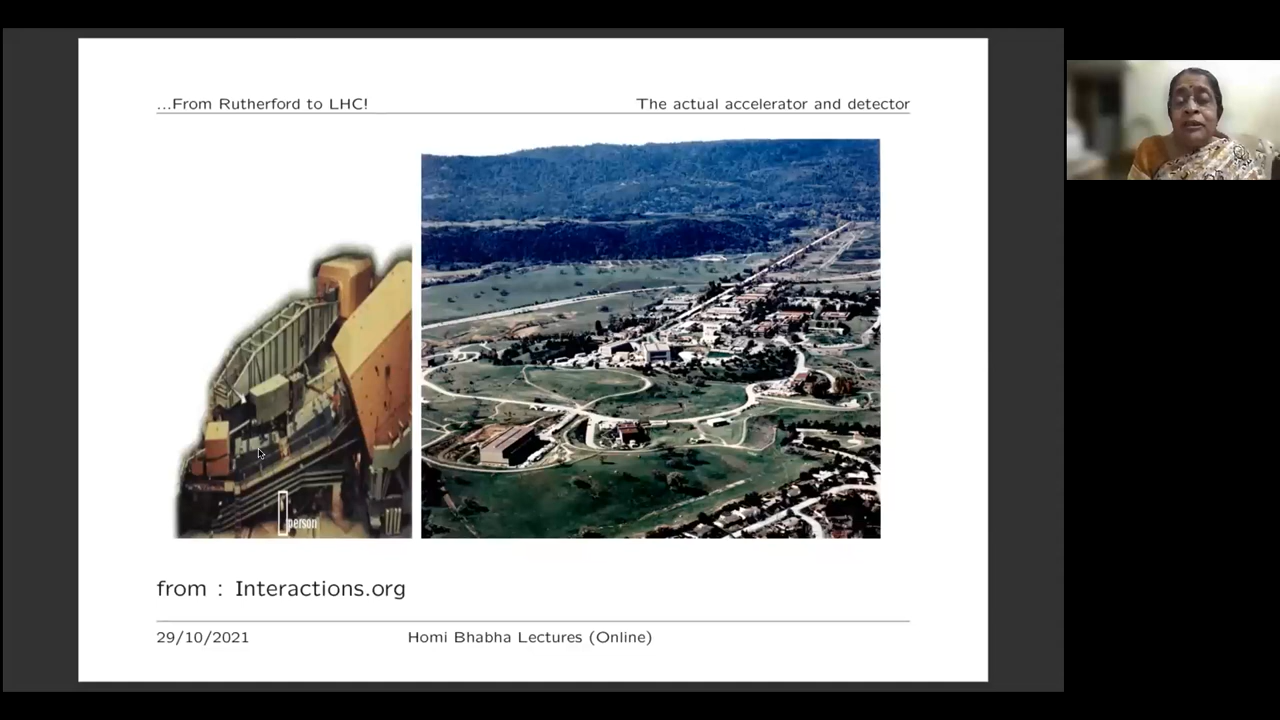 ...From Rutherford to LHC!
The actual accelerator and detector
person
from : Interactions.org
29/10/2021
Homi Bhabha Lectures (Online)